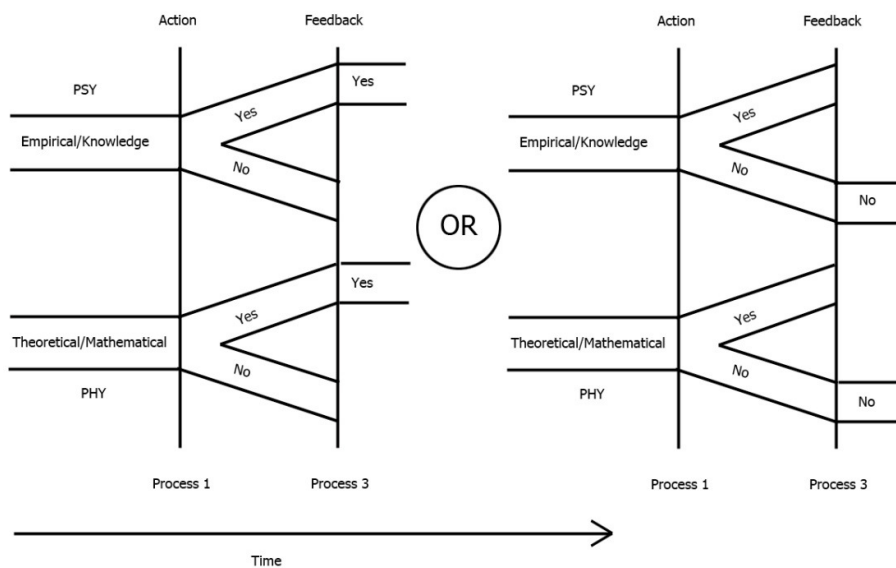 Action
Feedback
Action
Feedback
PSY
Yes
Yes
PSY
Yes
Empirical/Knowledge
No
Empirical/Knowledge
No
No
OR
Yes
Yes
Yes
Theoretical/Mathematical
No
Theoretical/Mathematical
No
PHY
PHY
No
Process 1
Process 3
Process 1
Process 3
Time